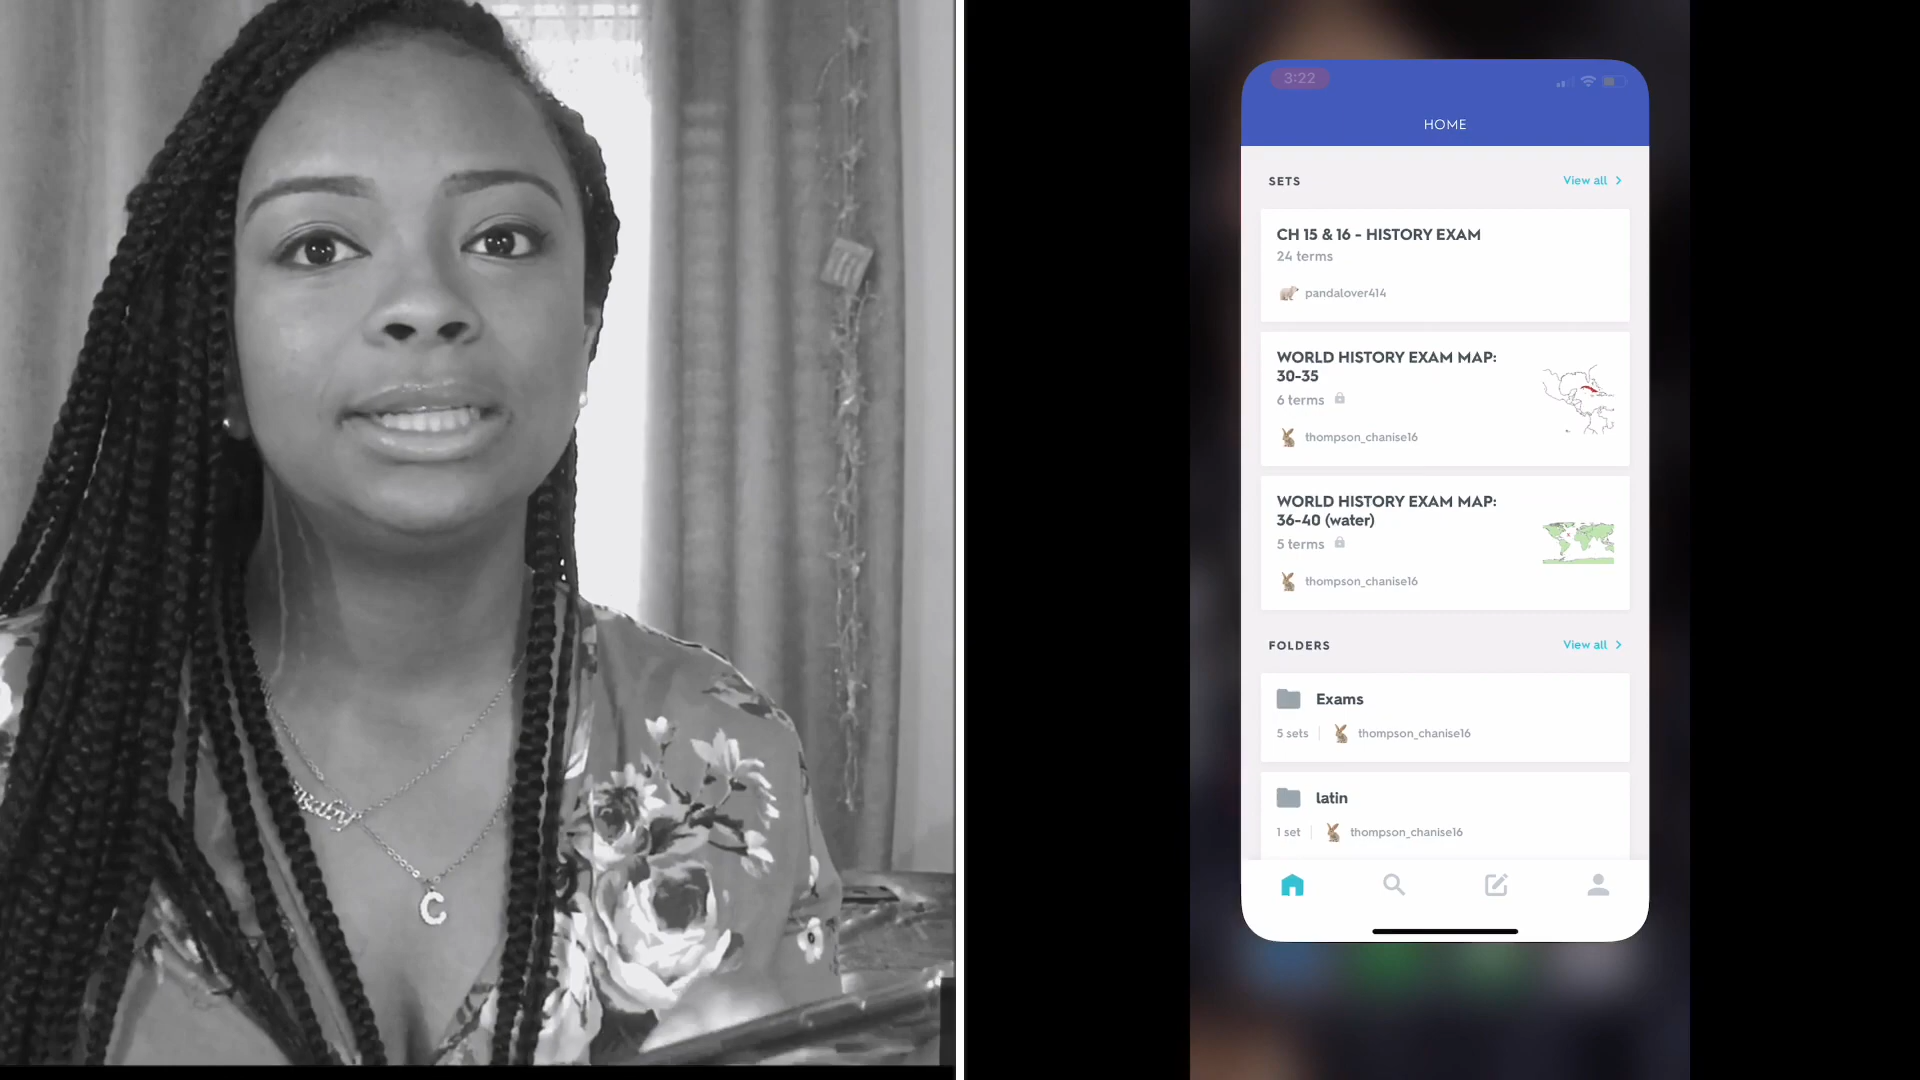 baby
C
3:22
HOME
SETS
View all >
CH 15 & 16 - HISTORY EXAM
24 terms
pandalover414
WORLD HISTORY EXAM MAP:
30-35
6 terms
thompson_chanise16
WORLD HISTORY EXAM MAP:
36-40 (water)
5 terms
thompson_chanise16
FOLDERS
View all >
Exams
5 sets
thompson_chanise16
latin
1 set
thompson_chanise16